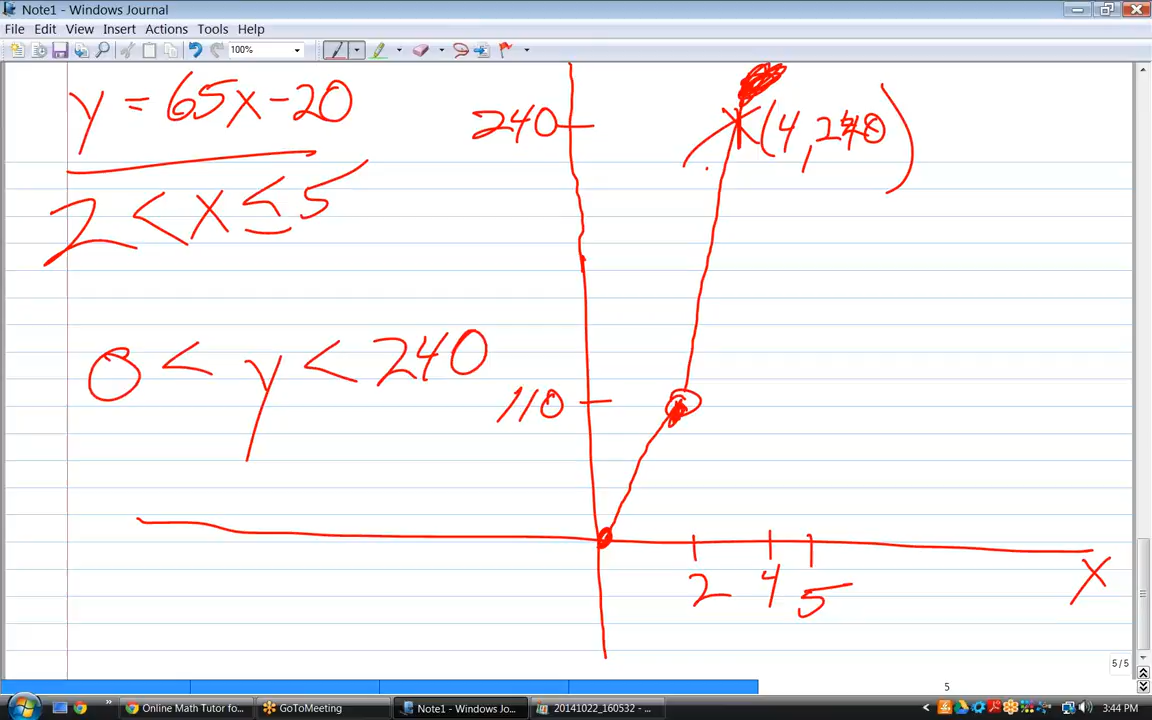 Note1 - Windows Journal
File Edit View Insert Actions Tools Help
100%
y = 65x-20
2 < x ≤ 5
0 < y < 240
240
(4,240)
110
2 4 5
X
5/5
5
Online Math Tutor fo...
GoToMeeting
Note1 - Windows Jo...
20141022_160532 - ...
3:44 PM